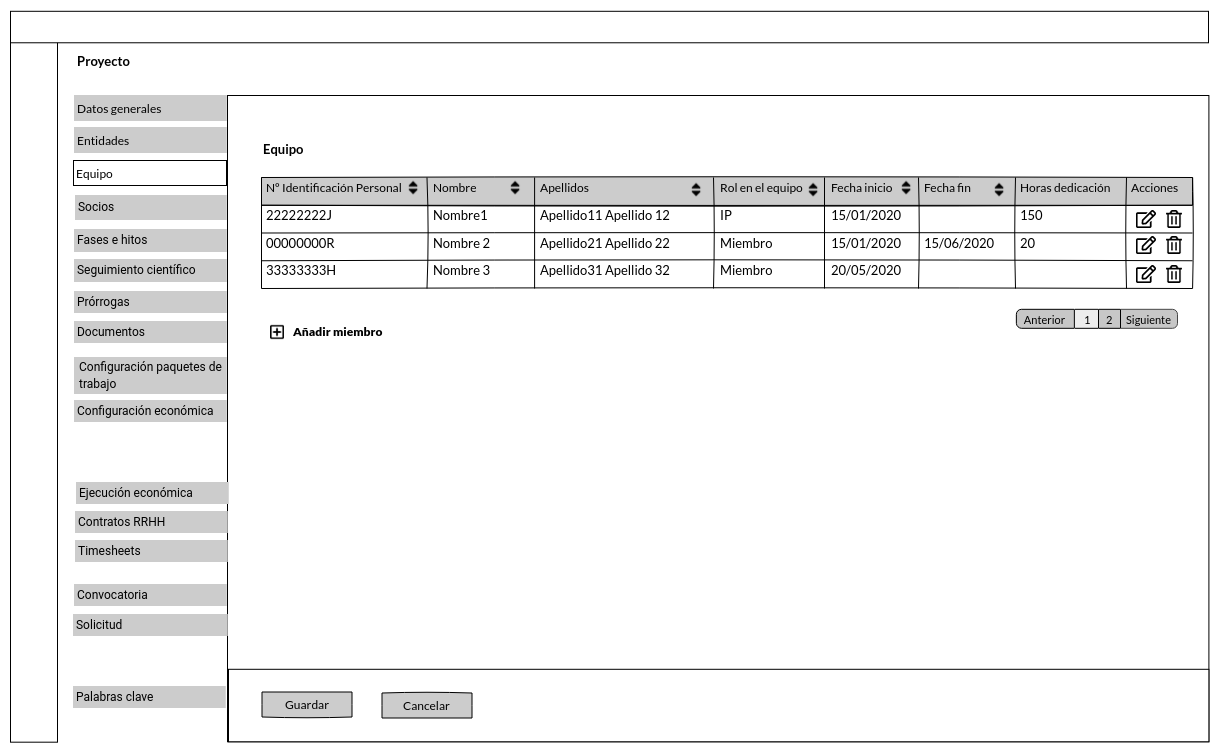 Proyecto
Datos generales
Entidades
Equipo
Socios
Fases e hitos
Seguimiento científico
Prórrogas
Documentos
Configuración paquetes de
trabajo
Configuración económica
Ejecución económica
Contratos RRHH
Timesheets
Convocatoria
Solicitud
Palabras clave
Equipo
Nº Identificación Personal Nombre Apellidos Rol en el equipo Fecha inicio Fecha fin Horas dedicación Acciones
22222222J Nombre1 Apellido11 Apellido 12 IP 15/01/2020 150
00000000R Nombre 2 Apellido21 Apellido 22 Miembro 15/01/2020 15/06/2020 20
33333333H Nombre 3 Apellido31 Apellido 32 Miembro 20/05/2020
Anterior 1 2 Siguiente
Añadir miembro
Guardar Cancelar